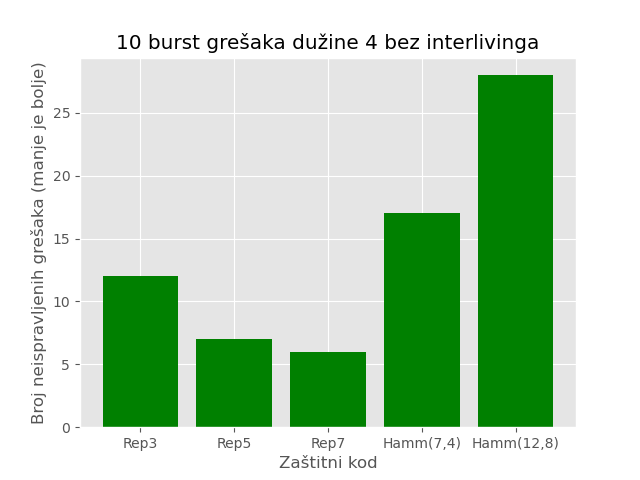 10 burst grešaka dužine 4 bez interlivinga
Broj neispravljenih grešaka (manje je bolje)
25
20
15
10
5
0
Rep3 Rep5 Rep7 Hamm(7,4) Hamm(12,8)
Zaštitni kod